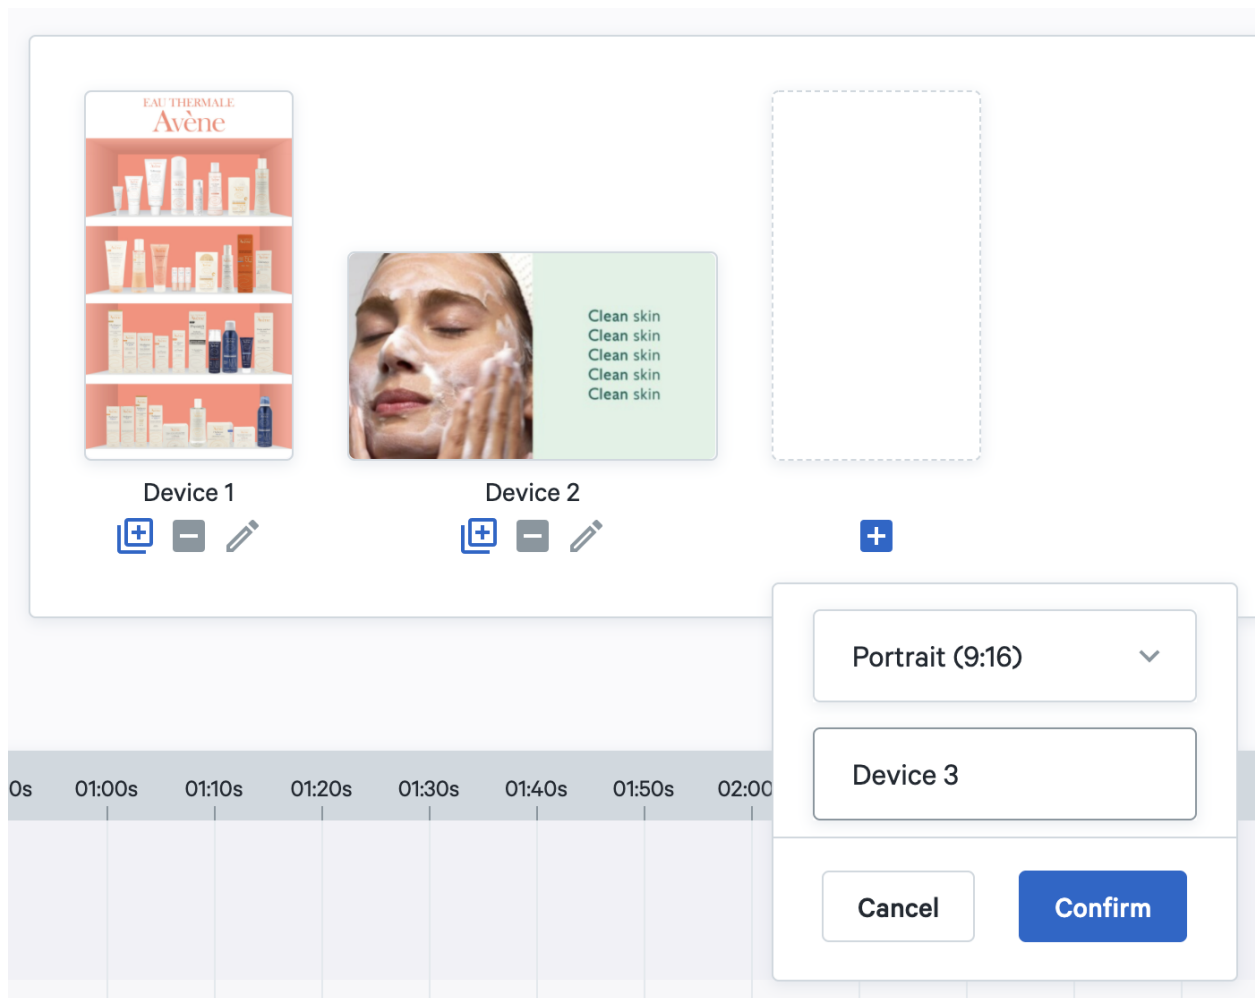 EAU THERMALE
Avène
Clean skin
Clean skin
Clean skin
Clean skin
Clean skin
Device 1
Device 2
Portrait (9:16)
Device 3
0s 01:00s 01:10s 01:20s 01:30s 01:40s 01:50s 02:00
Cancel Confirm